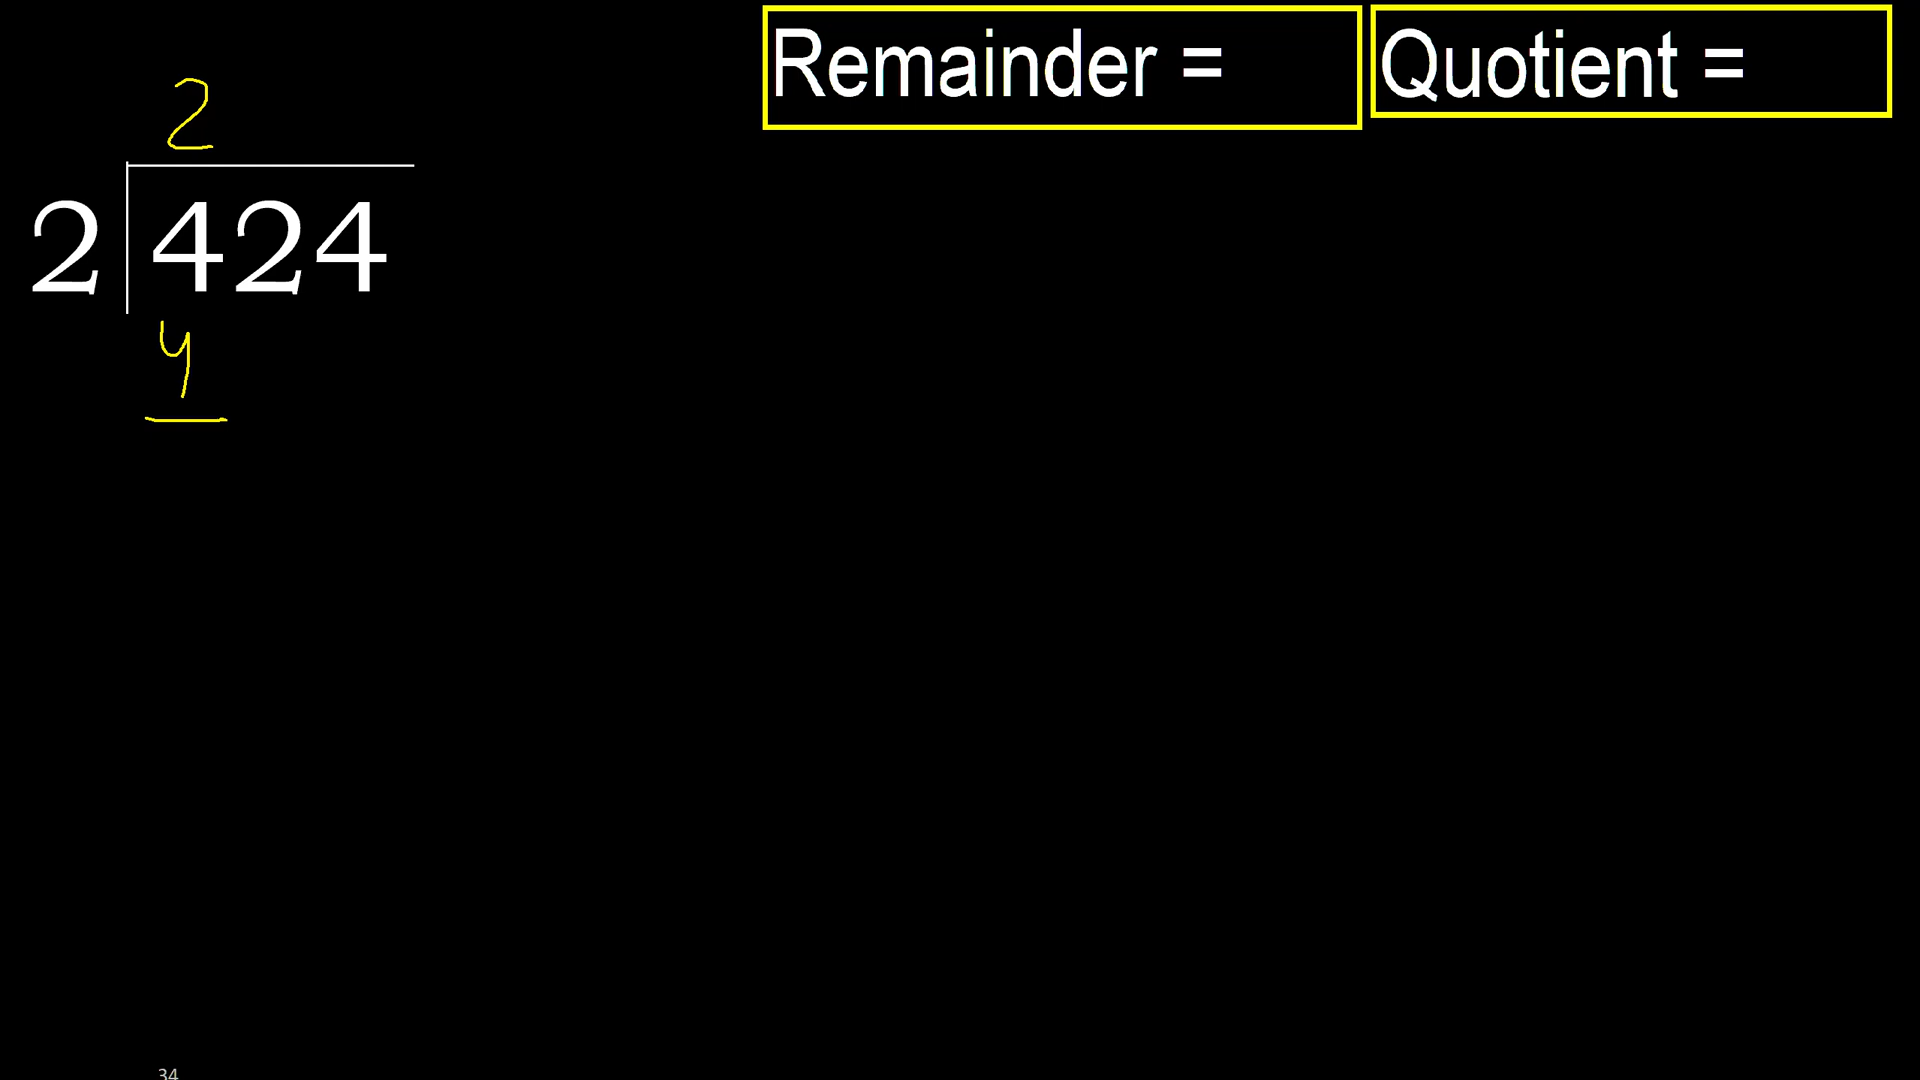 Remainder =
Quotient =
2
2 424
4
34